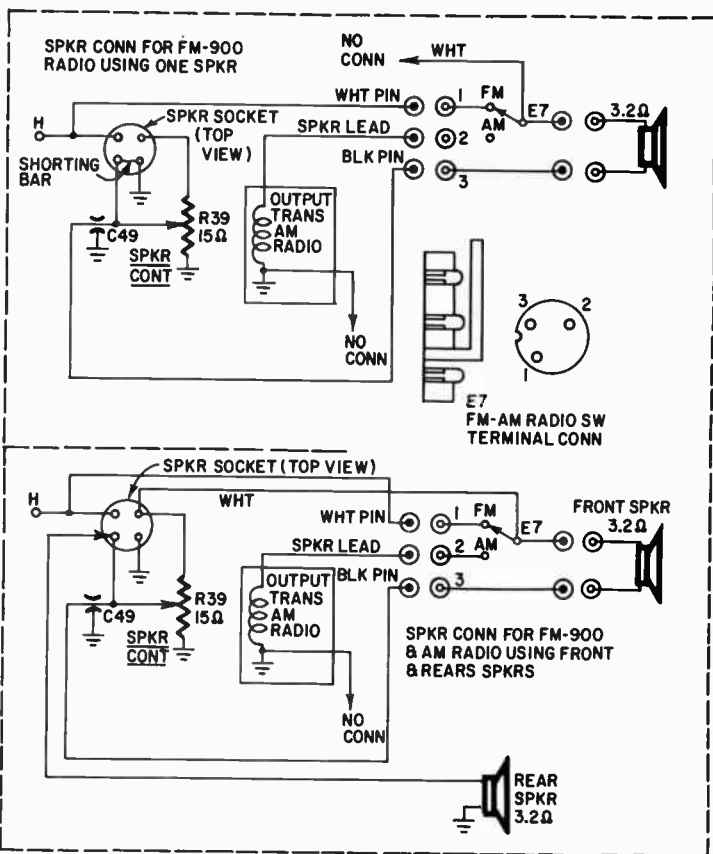 SPKR CONN FOR FM-900
RADIO USING ONE SPKR
NO
CONN
WHT
H
SPKR SOCKET
(TOP
VIEW)
SHORTING
BAR
WHT PIN
SPKR LEAD
BLK PIN
1
2
3
FM
AM
E7
3.2Ω
C49
R39
15Ω
SPKR
CONT
OUTPUT
TRANS
AM
RADIO
NO
CONN
3
2
1
E7
FM-AM RADIO SW
TERMINAL CONN
SPKR SOCKET (TOP VIEW)
H
WHT
WHT PIN
SPKR LEAD
BLK PIN
1
2
3
FM
AM
E7
FRONT SPKR
3.2Ω
C49
R39
15Ω
SPKR
CONT
OUTPUT
TRANS
AM
RADIO
NO
CONN
SPKR CONN FOR FM-900
& AM RADIO USING FRONT
& REARS SPKRS
REAR
SPKR
3.2Ω